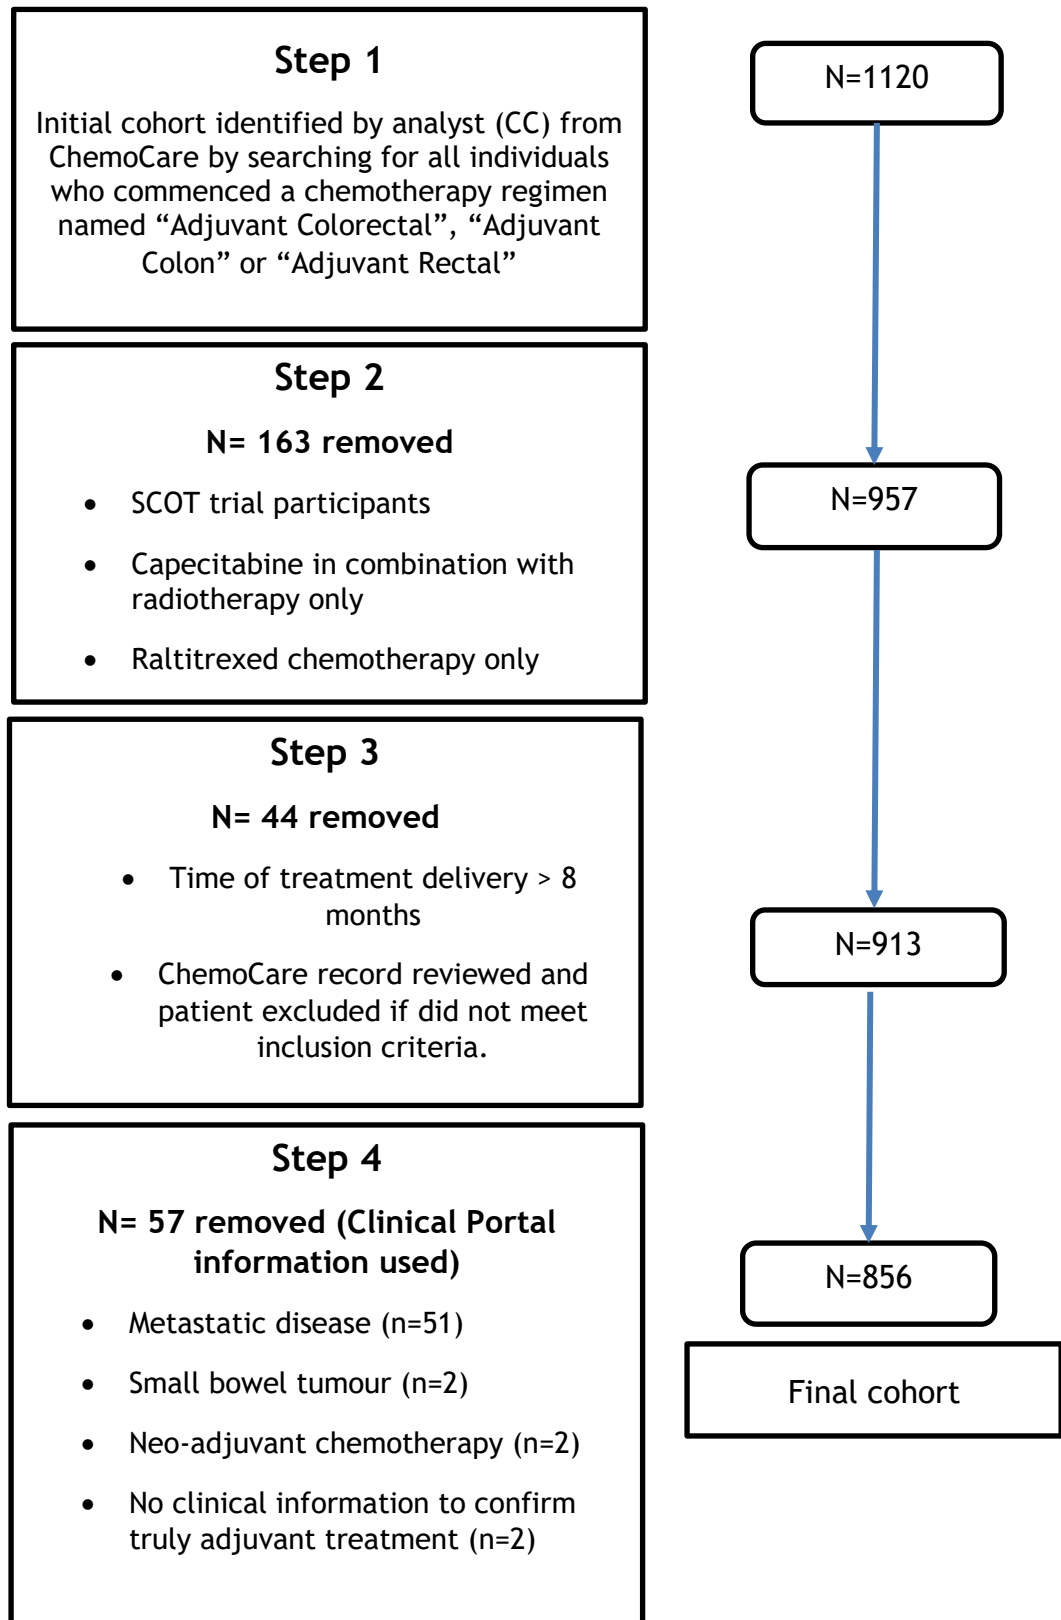 Step 1
Initial cohort identified by analyst (CC) from
ChemoCare by searching for all individuals
who commenced a chemotherapy regimen
named “Adjuvant Colorectal”, “Adjuvant
Colon” or “Adjuvant Rectal”
N=1120
Step 2
N= 163 removed
• SCOT trial participants
• Capecitabine in combination with
radiotherapy only
• Raltitrexed chemotherapy only
N=957
Step 3
N= 44 removed
• Time of treatment delivery > 8
months
• ChemoCare record reviewed and
patient excluded if did not meet
inclusion criteria.
N=913
Step 4
N= 57 removed (Clinical Portal
information used)
• Metastatic disease (n=51)
• Small bowel tumour (n=2)
• Neo-adjuvant chemotherapy (n=2)
• No clinical information to confirm
truly adjuvant treatment (n=2)
N=856
Final cohort